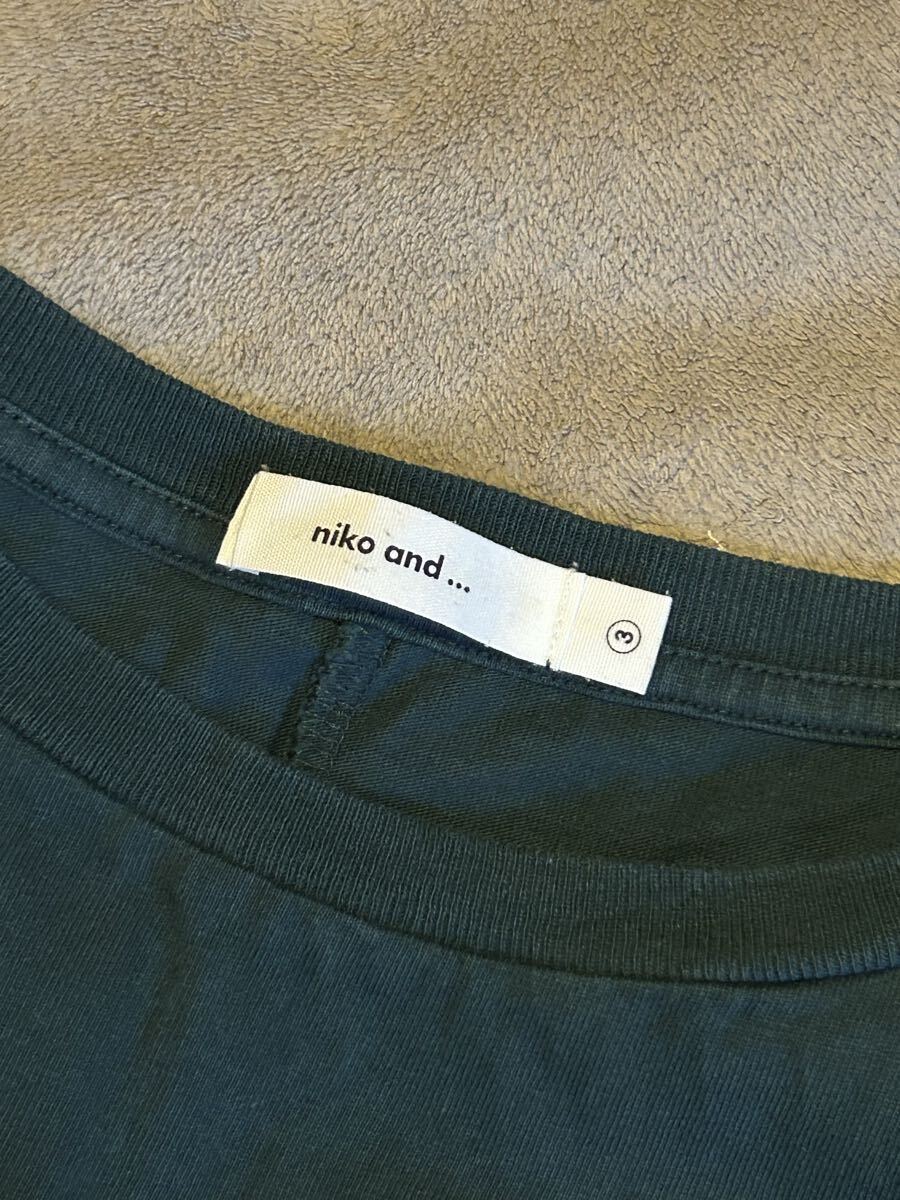 niko and ...
3